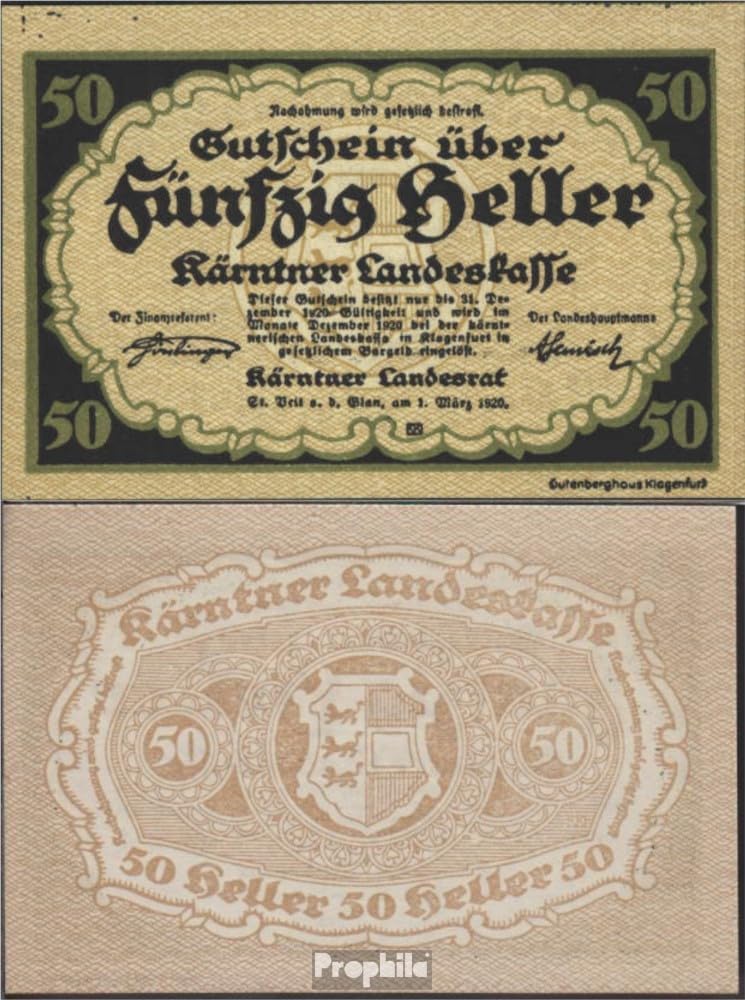 50 50
Nachahmung wird gesetzlich bestraft.
Gutschein über
Fünfzig Heller
Kärntner Landeskasse
Dieser Gutschein besitzt nur bis 31. De-
zember 1920 Gültigkeit und wird im
Monate Dezember 1920 bei der kärnt-
nerischen Landeskassa in Klagenfurt in
gesetzlichem Bargeld eingelöst.
Der Finanzreferent:
Der Landeshauptmann:
Kärntner Landesrat
St. Veit a. d. Glan, am 1. März 1920.
50 50
Gutenberghaus Klagenfurt
Kärntner Landeskasse
50 50
50 Heller 50 Heller 50
Prophila